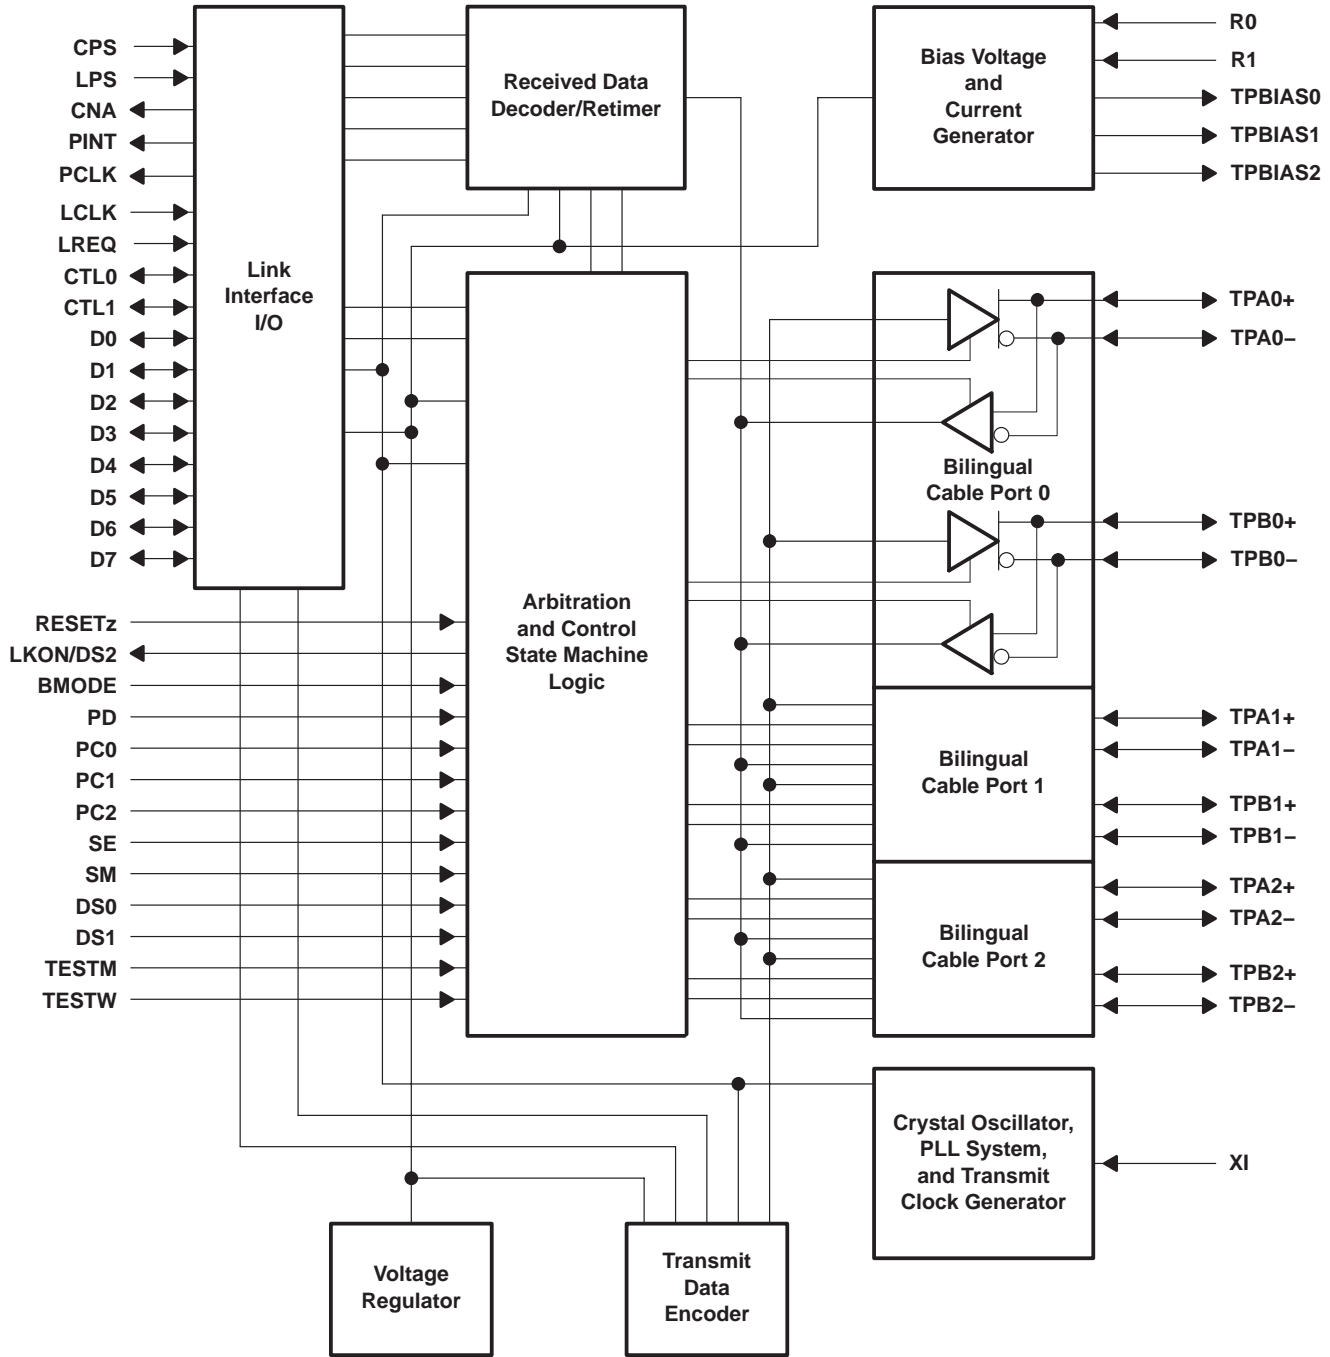 CPS
LPS
CNA
PINT
PCLK
LCLK
LREQ
CTL0
CTL1
D0
D1
D2
D3
D4
D5
D6
D7
RESETz
LKON/DS2
BMODE
PD
PC0
PC1
PC2
SE
SM
DS0
DS1
TESTM
TESTW
Link
Interface
I/O
Received Data
Decoder/Retimer
Arbitration
and Control
State Machine
Logic
Bias Voltage
and
Current
Generator
R0
R1
TPBIAS0
TPBIAS1
TPBIAS2
Bilingual
Cable Port 0
TPA0+
TPA0−
TPB0+
TPB0−
Bilingual
Cable Port 1
TPA1+
TPA1−
TPB1+
TPB1−
Bilingual
Cable Port 2
TPA2+
TPA2−
TPB2+
TPB2−
Crystal Oscillator,
PLL System,
and Transmit
Clock Generator
XI
Voltage
Regulator
Transmit
Data
Encoder